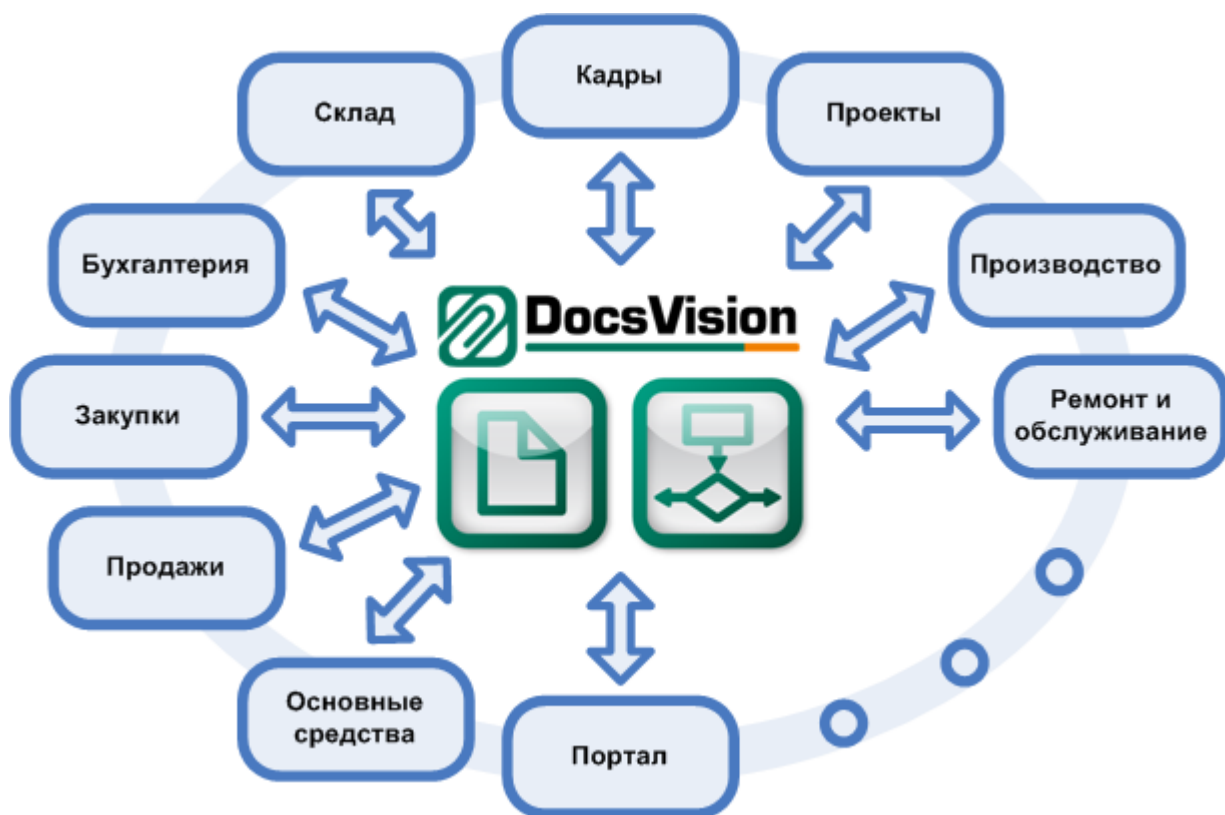 Кадры
Склад
Проекты
Бухгалтерия
Производство
DocsVision
Закупки
Ремонт и
обслуживание
Продажи
Основные
средства
Портал